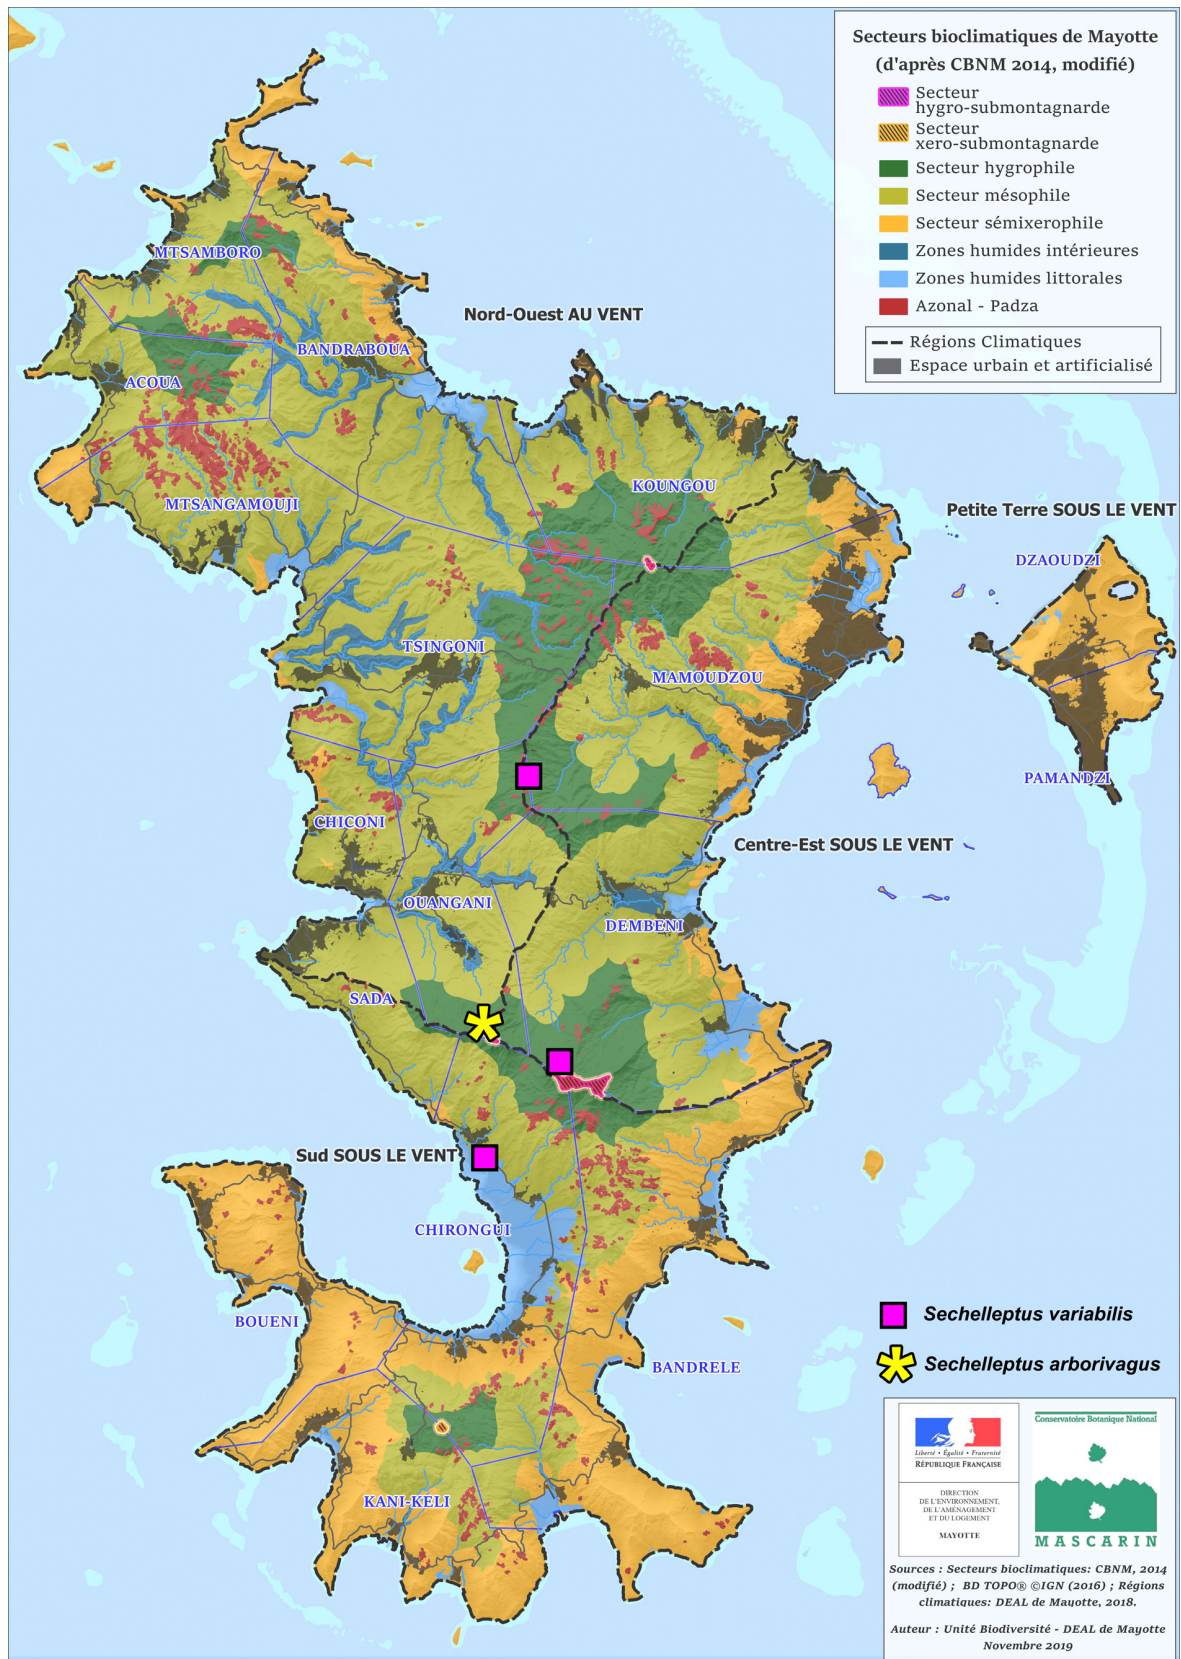 Secteurs bioclimatiques de Mayotte
(d'après CBNM 2014, modifié)
Secteur
hygro-submontagnarde
Secteur
xero-submontagnarde
Secteur hygrophile
Secteur mésophile
Secteur sémixerophile
Zones humides intérieures
Zones humides littorales
Azonal - Padza
Régions Climatiques
Espace urbain et artificialisé
MTSAMBORO
Nord-Ouest AU VENT
BANDRABOUA
ACOUA
KOUNGOU
MTSANGAMOUJI
Petite Terre SOUS LE VENT
DZAOUDZI
TSINGONI
MAMOUDZOU
PAMANDZI
CHICONI
Centre-Est SOUS LE VENT
OUANGANI
DEMBENI
SADA
Sud SOUS LE VENT
CHIRONGUI
BOUENI
BANDRELE
KANI-KELI
Sechelleptus variabilis
Sechelleptus arborivagus
Liberté • Égalité • Fraternité
RÉPUBLIQUE FRANÇAISE
DIRECTION
DE L'ENVIRONNEMENT,
DE L'AMÉNAGEMENT
ET DU LOGEMENT
MAYOTTE
Conservatoire Botanique National
MASCARIN
Sources : Secteurs bioclimatiques: CBNM, 2014
(modifié) ; BD TOPO® ©IGN (2016) ; Régions
climatiques: DEAL de Mayotte, 2018.
Auteur : Unité Biodiversité - DEAL de Mayotte
Novembre 2019